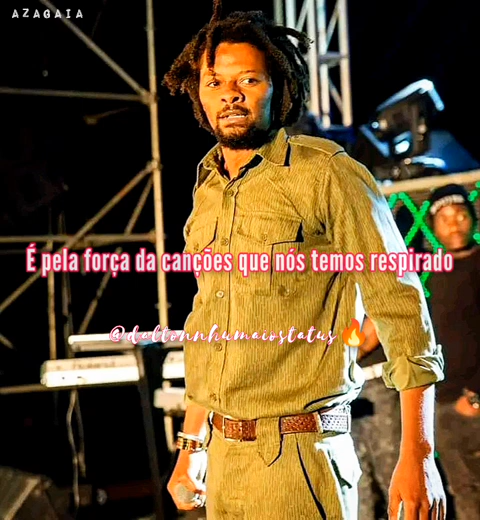 AZAGAIA
É pela força da canções que nós temos respirado
@daltonnhumaiostatus🔥